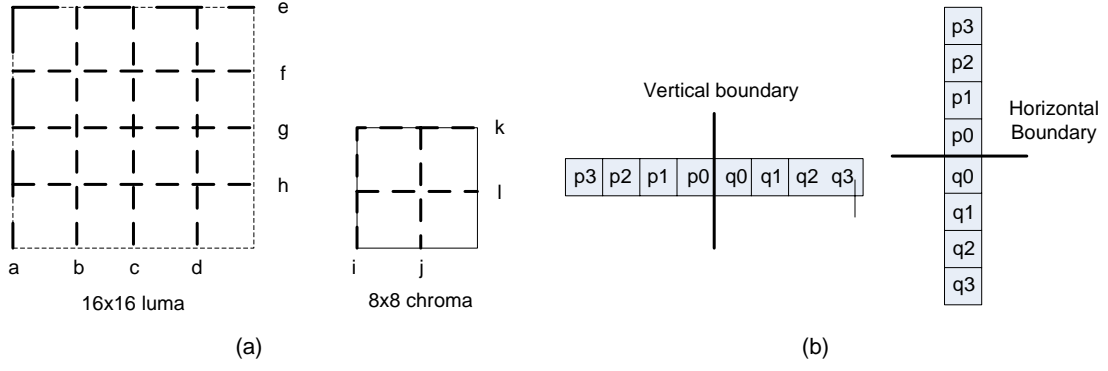 e
f
g
h
a b c d
16x16 luma
k
l
i j
8x8 chroma
(a)
Vertical boundary
p3 p2 p1 p0 q0 q1 q2 q3
p3
p2
p1
p0
q0
q1
q2
q3
Horizontal
Boundary
(b)